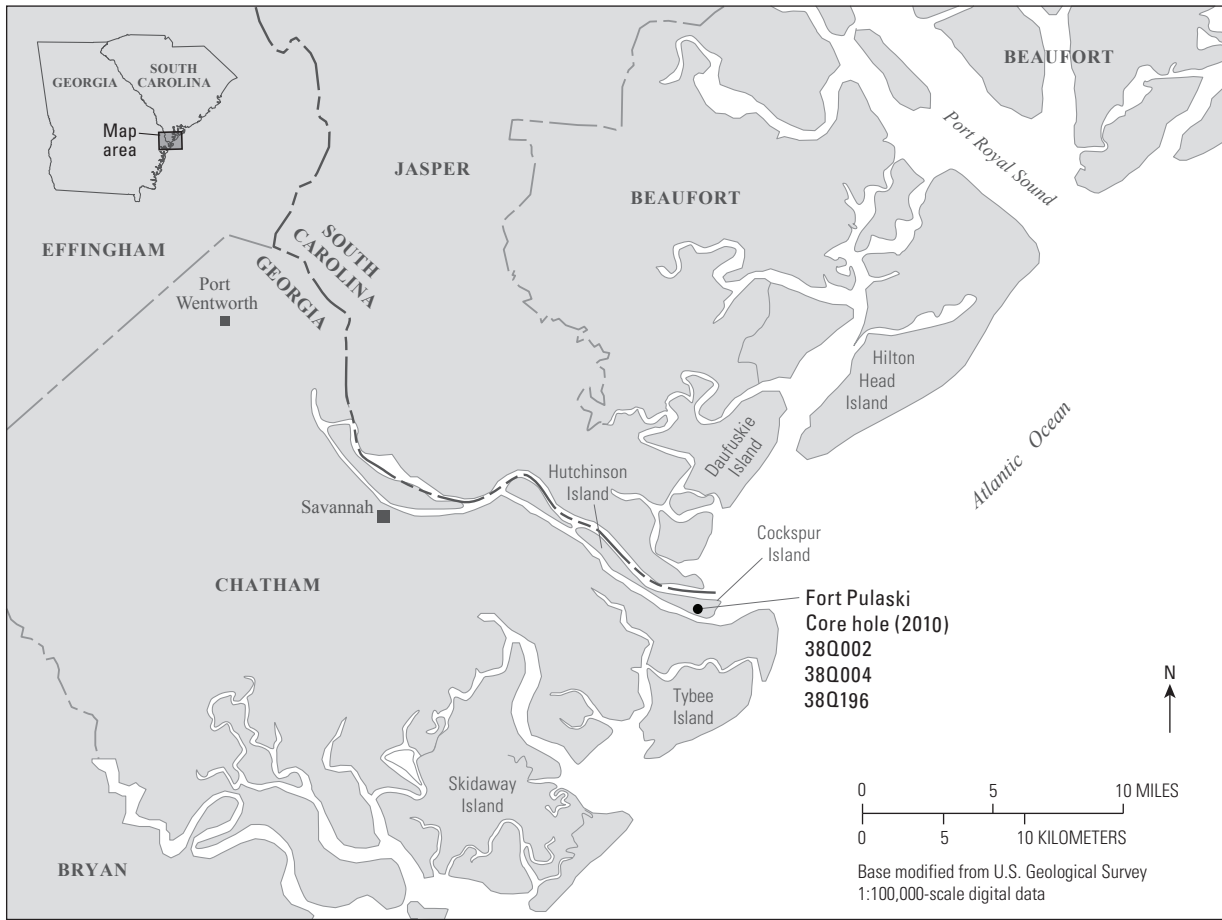 GEORGIA
SOUTH
CAROLINA
Map
area
BEAUFORT
Port Royal Sound
JASPER
BEAUFORT
EFFINGHAM
SOUTH
CAROLINA
GEORGIA
Port
Wentworth
Hilton
Head
Island
Atlantic Ocean
Daufuskie
Island
Hutchinson
Island
Savannah
Cockspur
Island
CHATHAM
Fort Pulaski
Core hole (2010)
38Q002
38Q004
38Q196
Tybee
Island
N
Skidaway
Island
0 5 10 MILES
0 5 10 KILOMETERS
BRYAN
Base modified from U.S. Geological Survey
1:100,000-scale digital data